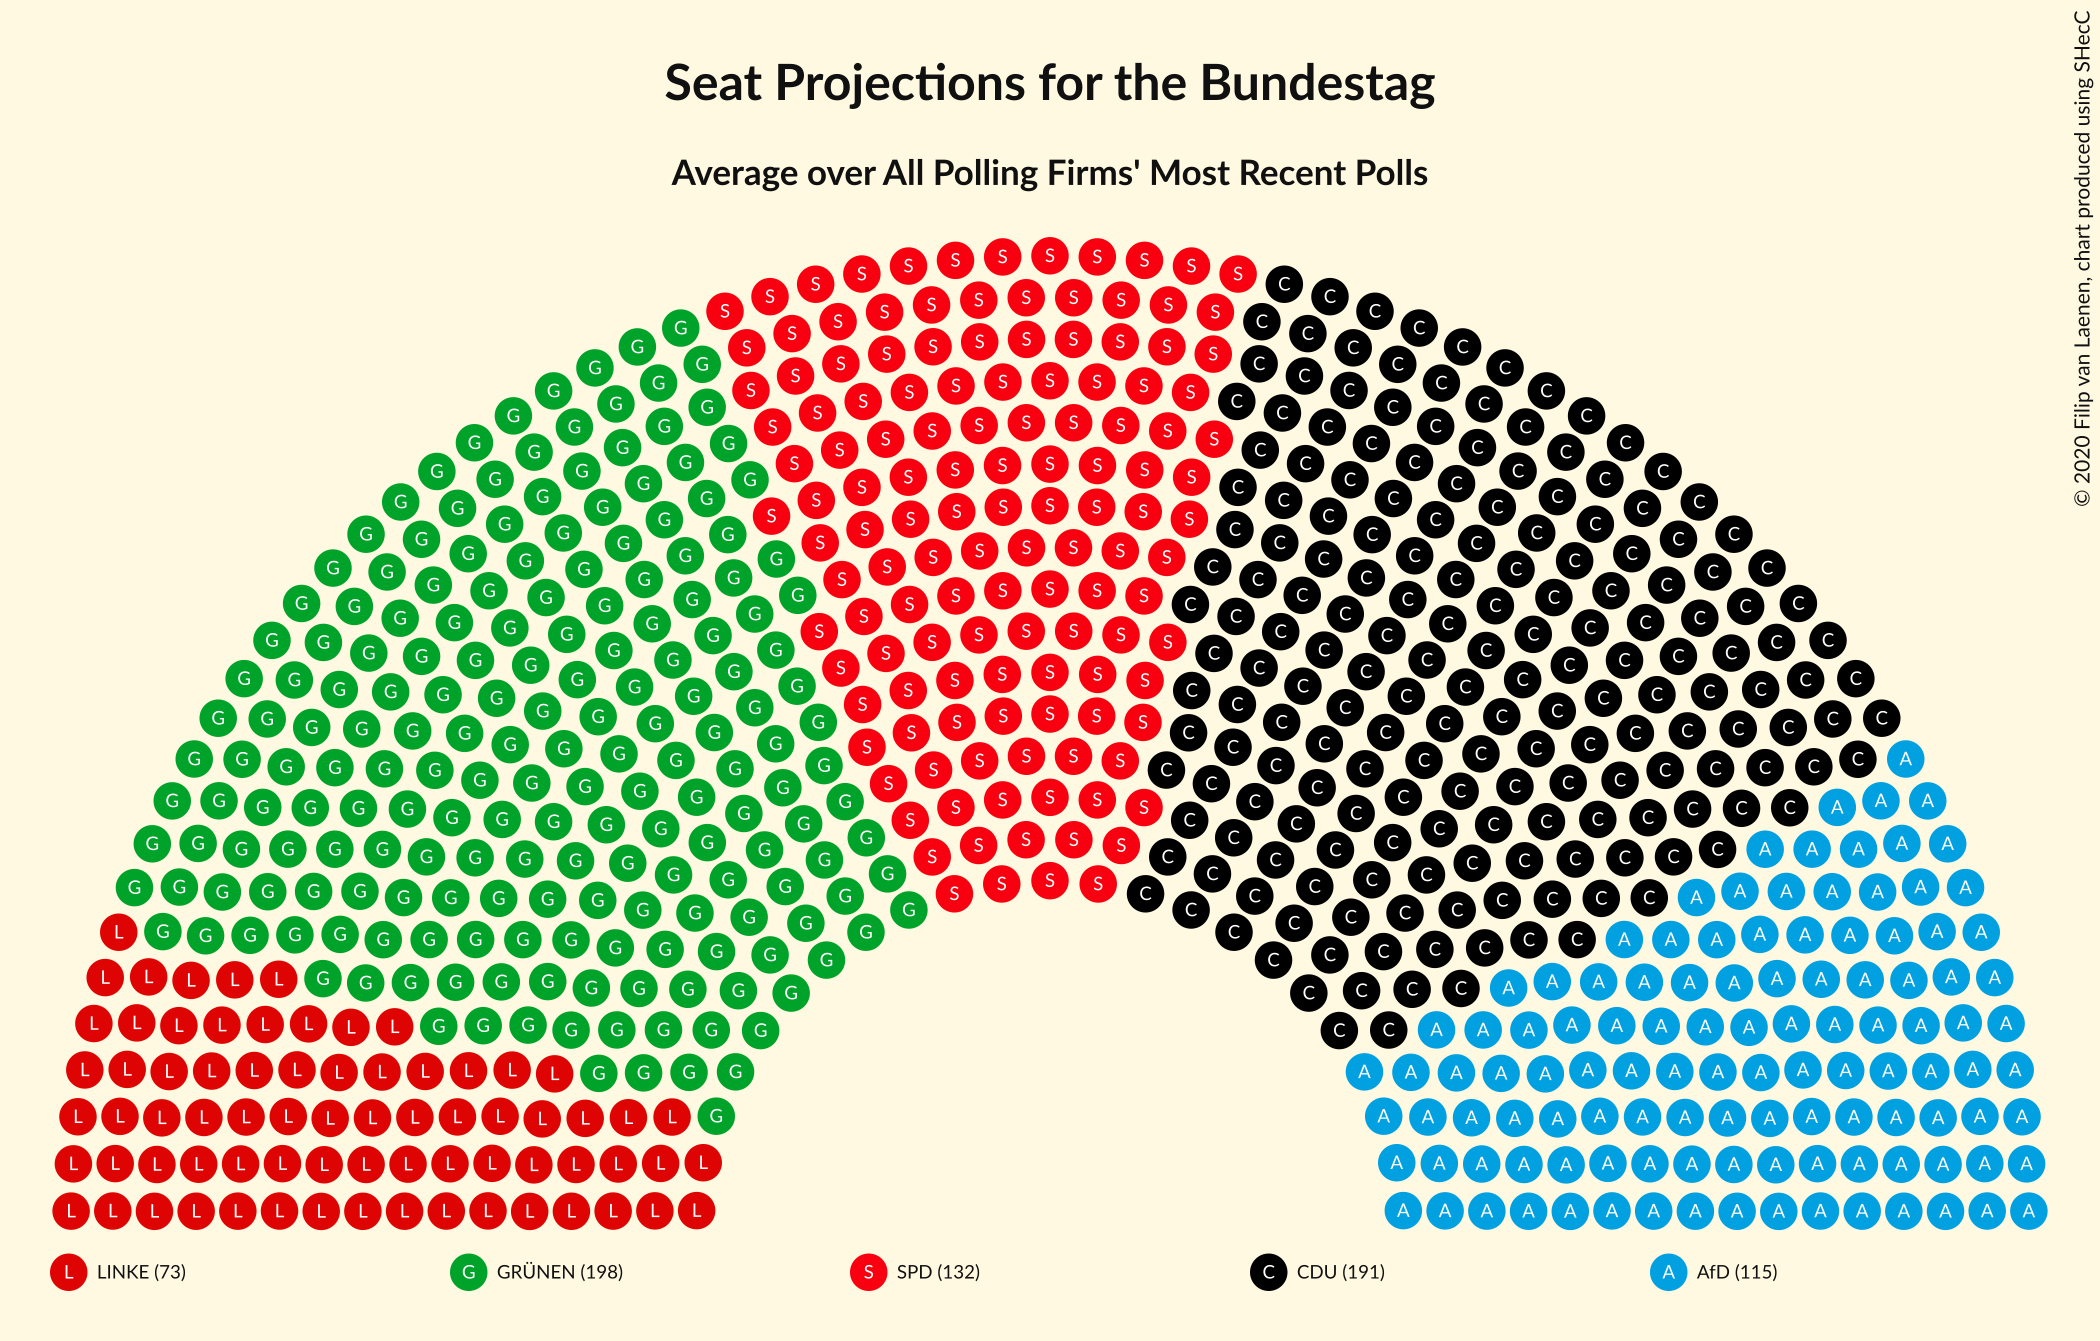 Seat Projections for the Bundestag
Average over All Polling Firms' Most Recent Polls
© 2020 Filip van Laenen, chart produced using SHecC
L LINKE (73)
G GRÜNEN (198)
S SPD (132)
C CDU (191)
A AfD (115)